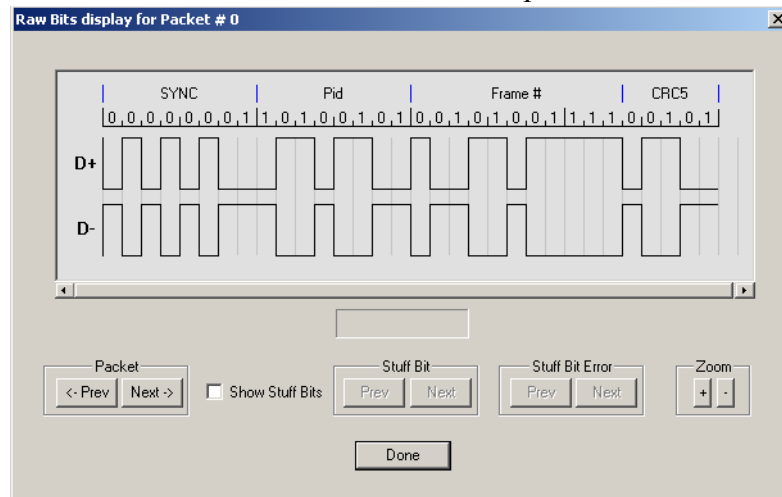 Raw Bits display for Packet # 0
SYNC Pid Frame # CRC5
0,0,0,0,0,0,0,1 1,0,1,0,0,1,0,1 0,0,1,0,1,0,0,1 1,1,1,0,0,1,0,1
D+
D-
Packet Stuff Bit Stuff Bit Error Zoom
<- Prev Next -> Show Stuff Bits Prev Next Prev Next + -
Done